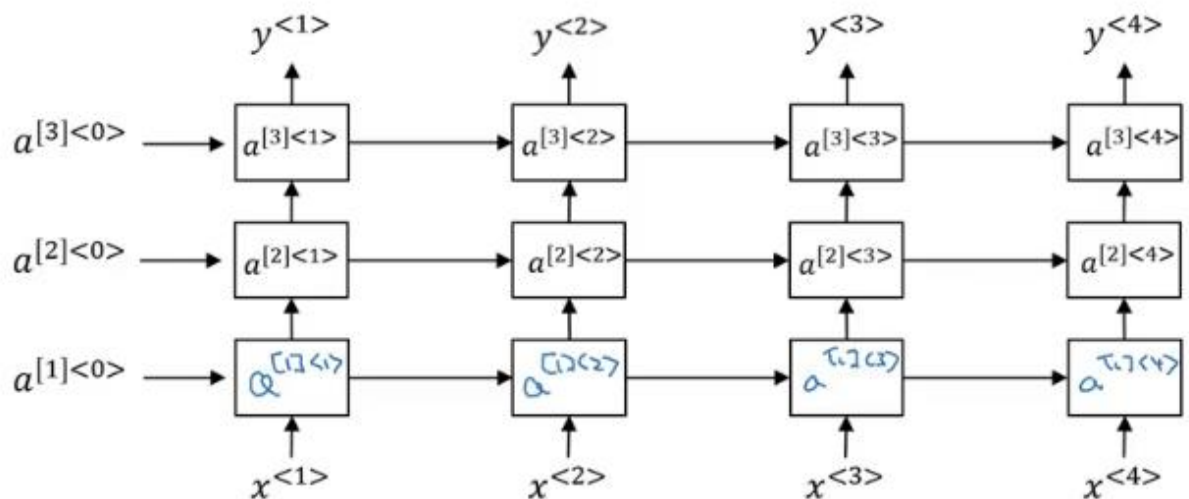 y<1> y<2> y<3> y<4>
a[3]<0> a[3]<1> a[3]<2> a[3]<3> a[3]<4>
a[2]<0> a[2]<1> a[2]<2> a[2]<3> a[2]<4>
a[1]<0> a[1]<1> a[1]<2> a[1]<3> a[1]<4>
x<1> x<2> x<3> x<4>